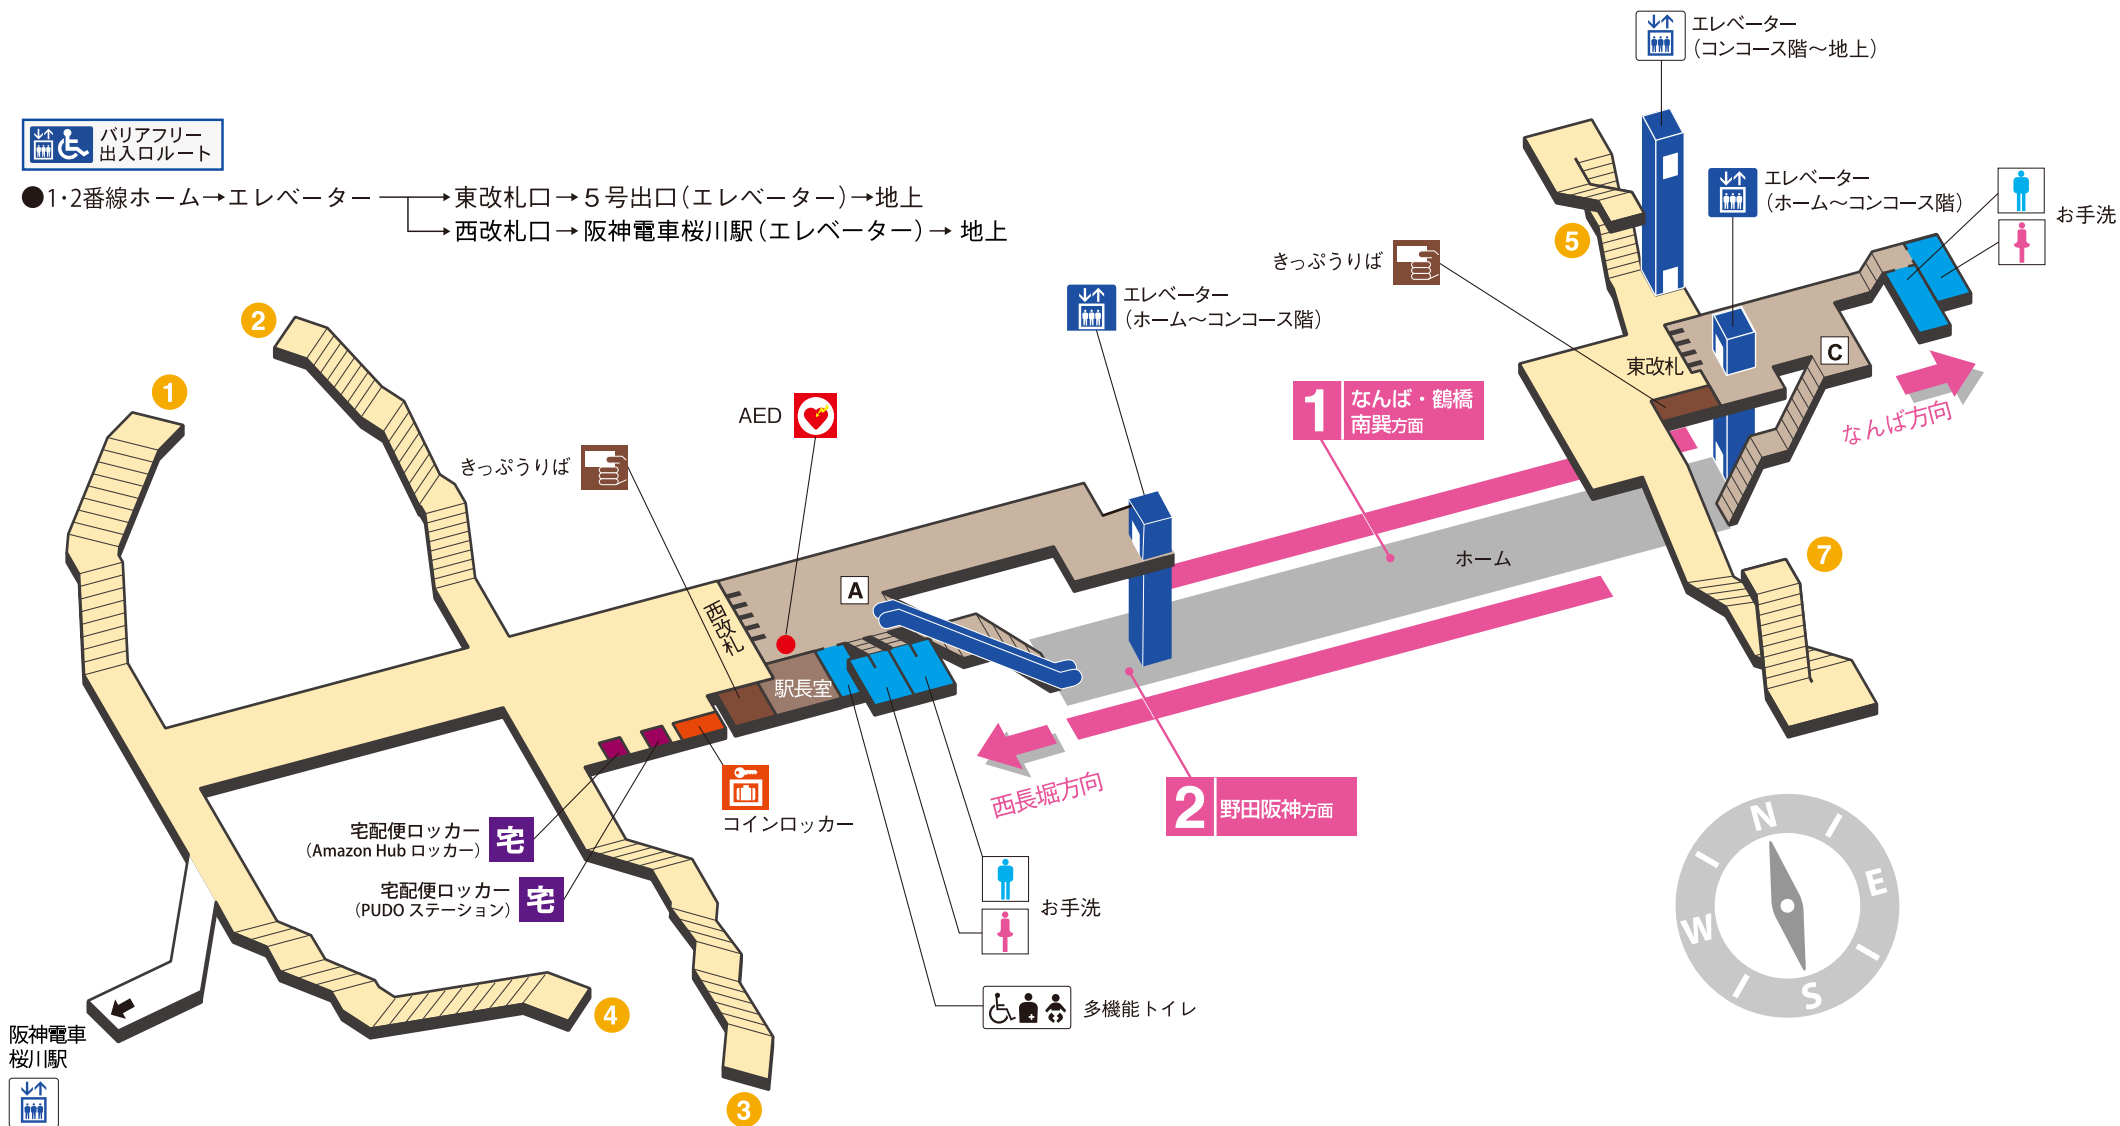 エレベーター
（コンコース階～地上）
バリアフリー
出入口ルート
●1・2番線ホーム→エレベーター→東改札口→5号出口（エレベーター）→地上
→西改札口→阪神電車桜川駅（エレベーター）→ 地上
エレベーター
（ホーム～コンコース階）
お手洗
5
きっぷうりば
エレベーター
（ホーム～コンコース階）
2
1
東改札
C
なんば方向
AED
1 なんば・鶴橋
南巽方面
きっぷうりば
ホーム
7
A
西改札
駅長室
西長堀方向
2 野田阪神方面
コインロッカー
宅配便ロッカー
（Amazon Hub ロッカー）
宅
宅配便ロッカー
（PUDO ステーション）
宅
お手洗
多機能トイレ
N
E
W
S
4
阪神電車
桜川駅
3